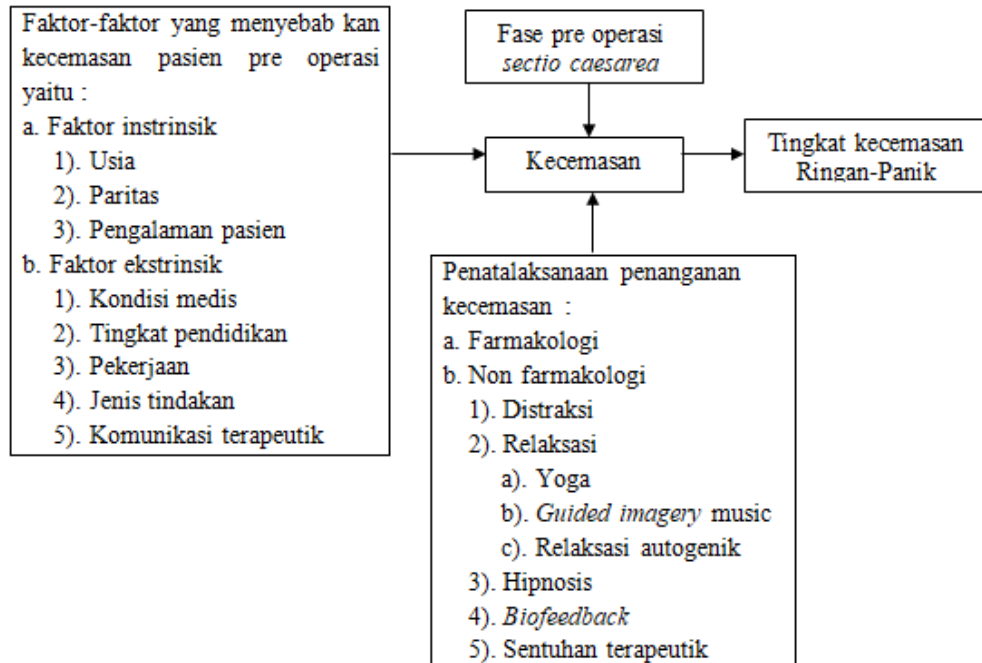 Faktor-faktor yang menyebab kan
kecemasan pasien pre operasi
yaitu :
a. Faktor instrinsik
1). Usia
2). Paritas
3). Pengalaman pasien
b. Faktor ekstrinsik
1). Kondisi medis
2). Tingkat pendidikan
3). Pekerjaan
4). Jenis tindakan
5). Komunikasi terapeutik
Fase pre operasi
sectio caesarea
Kecemasan
Tingkat kecemasan
Ringan-Panik
Penatalaksanaan penanganan
kecemasan :
a. Farmakologi
b. Non farmakologi
1). Distraksi
2). Relaksasi
a). Yoga
b). Guided imagery music
c). Relaksasi autogenik
3). Hipnosis
4). Biofeedback
5). Sentuhan terapeutik